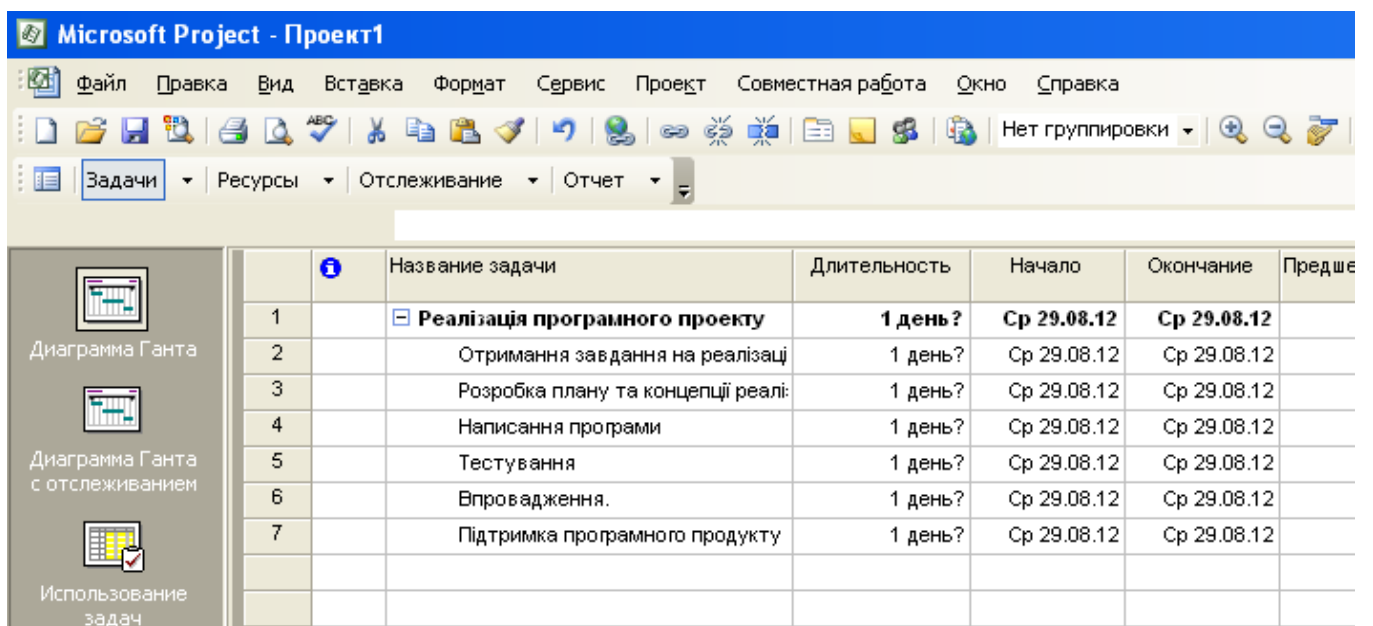 Microsoft Project - Проект1
Файл Правка Вид Вставка Формат Сервис Проект Совместная работа Окно Справка
ABC Нет группировки
Задачи Ресурсы Отслеживание Отчет
Название задачи Длительность Начало Окончание Предше
1 Реалізація програмного проекту 1 день? Ср 29.08.12 Ср 29.08.12
Диаграмма Ганта
2 Отримання завдання на реалізаці 1 день? Ср 29.08.12 Ср 29.08.12
3 Розробка плану та концепції реалі 1 день? Ср 29.08.12 Ср 29.08.12
4 Написання програми 1 день? Ср 29.08.12 Ср 29.08.12
Диаграмма Ганта
с отслеживанием
5 Тестування 1 день? Ср 29.08.12 Ср 29.08.12
6 Впровадження. 1 день? Ср 29.08.12 Ср 29.08.12
7 Підтримка програмного продукту 1 день? Ср 29.08.12 Ср 29.08.12
Использование
задач